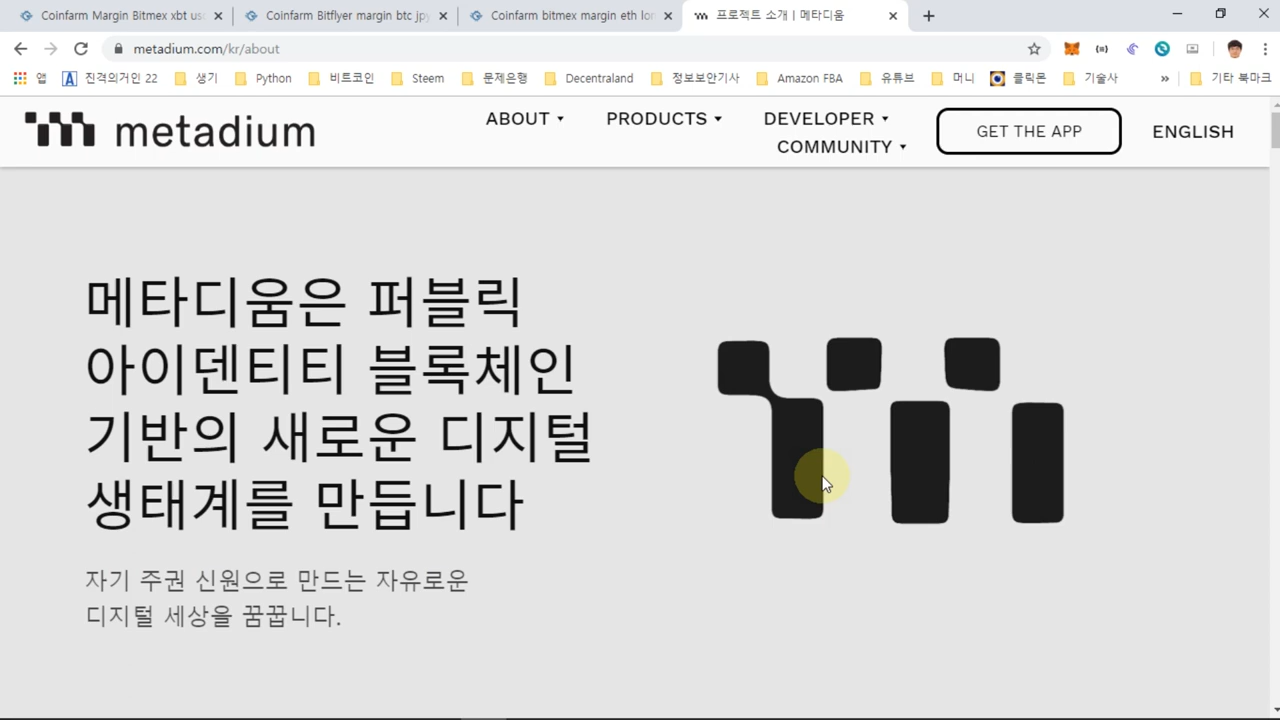 Coinfarm Margin Bitmex xbt us
Coinfarm Bitflyer margin btc jpy
Coinfarm bitmex margin eth lon
프로젝트 소개 | 메타디움
metadium.com/kr/about
앱
진격의거인 22
생기
Python
비트코인
Steem
문제은행
Decentraland
정보보안기사
Amazon FBA
유튜브
머니
클릭몬
기술사
»
기타 북마크
metadium
ABOUT
PRODUCTS
DEVELOPER
COMMUNITY
GET THE APP
ENGLISH
메타디움은 퍼블릭
아이덴티티 블록체인
기반의 새로운 디지털
생태계를 만듭니다
자기 주권 신원으로 만드는 자유로운
디지털 세상을 꿈꿉니다.